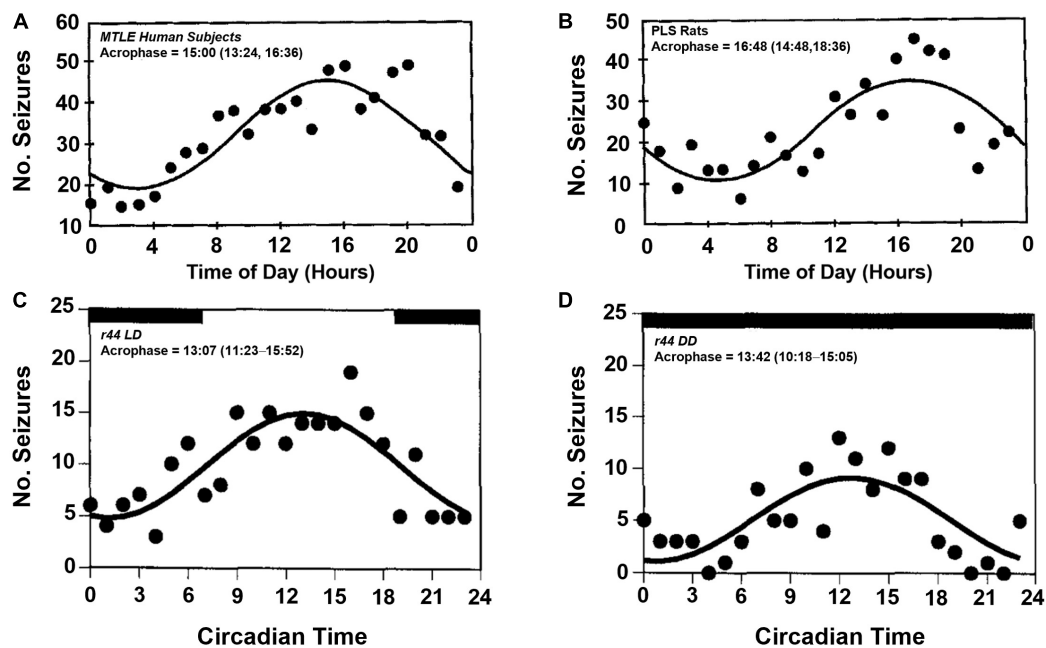 A
MTLE Human Subjects
Acrophase = 15:00 (13:24, 16:36)
No. Seizures
60
50
40
30
20
10
0 4 8 12 16 20 0
Time of Day (Hours)
B
PLS Rats
Acrophase = 16:48 (14:48,18:36)
No. Seizures
50
40
30
20
10
0
0 4 8 12 16 20 0
Time of Day (Hours)
C
r44 LD
Acrophase = 13:07 (11:23–15:52)
No. Seizures
25
20
15
10
5
0
0 3 6 9 12 15 18 21 24
Circadian Time
D
r44 DD
Acrophase = 13:42 (10:18–15:05)
No. Seizures
25
20
15
10
5
0
0 3 6 9 12 15 18 21 24
Circadian Time